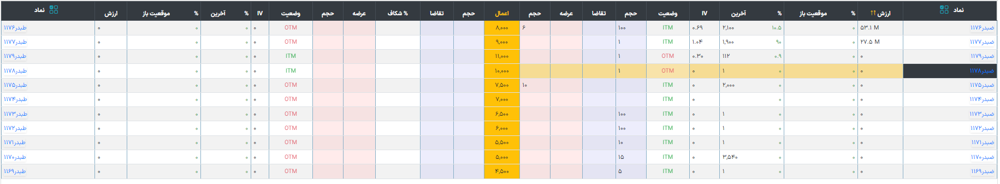 نماد ارزش % موقعیت باز % آخرین IV وضعیت حجم تقاضا عرضه حجم اعمال حجم تقاضا % شکاف عرضه حجم وضعیت IV % آخرین % موقعیت باز ارزش نماد
ضبدر۱۱۷۶ ۵۳.۱ M ۰ ۱۰.۵ ۲,۱۰۰ ۰.۶۹ ITM ۱۰۰ ۶ ۸,۰۰۰ OTM ۰ ۰ ۰ ۰ طبدر۱۱۷۶
ضبدر۱۱۷۷ ۲۷.۵ M ۰ ۹۰ ۱,۹۰۰ ۱.۰۴ ITM ۱ ۹,۰۰۰ OTM ۰ ۰ ۰ ۰ طبدر۱۱۷۷
ضبدر۱۱۷۹ ۰ ۰ ۰.۹ ۱۱۲ ۰.۳۰ OTM ۱ ۱۱,۰۰۰ ITM ۰ ۰ ۰ ۰ طبدر۱۱۷۹
ضبدر۱۱۷۸ ۰ ۰ ۰ ۱ ۰ OTM ۱ ۱۰,۰۰۰ ITM ۰ ۰ ۰ ۰ طبدر۱۱۷۸
ضبدر۱۱۷۵ ۰ ۰ ۰ ۲,۰۰۰ ۰ ITM ۱۰ ۷,۵۰۰ OTM ۰ ۰ ۰ ۰ طبدر۱۱۷۵
ضبدر۱۱۷۴ ۰ ۰ ۰ ۰ ITM ۷,۰۰۰ OTM ۰ ۰ ۰ ۰ طبدر۱۱۷۴
ضبدر۱۱۷۳ ۰ ۰ ۰ ۱ ۰ ITM ۱۰۰ ۶,۵۰۰ OTM ۰ ۰ ۰ ۰ طبدر۱۱۷۳
ضبدر۱۱۷۲ ۰ ۰ ۰ ۱ ۰ ITM ۱۰۰ ۶,۰۰۰ OTM ۰ ۰ ۰ ۰ طبدر۱۱۷۲
ضبدر۱۱۷۱ ۰ ۰ ۰ ۱ ۰ ITM ۱۰ ۵,۵۰۰ OTM ۰ ۰ ۰ ۰ طبدر۱۱۷۱
ضبدر۱۱۷۰ ۰ ۰ ۰ ۳,۵۴۰ ۰ ITM ۱۵ ۵,۰۰۰ OTM ۰ ۰ ۰ ۰ طبدر۱۱۷۰
ضبدر۱۱۶۹ ۰ ۰ ۰ ۱ ۰ ITM ۵ ۴,۵۰۰ OTM ۰ ۰ ۰ ۰ طبدر۱۱۶۹